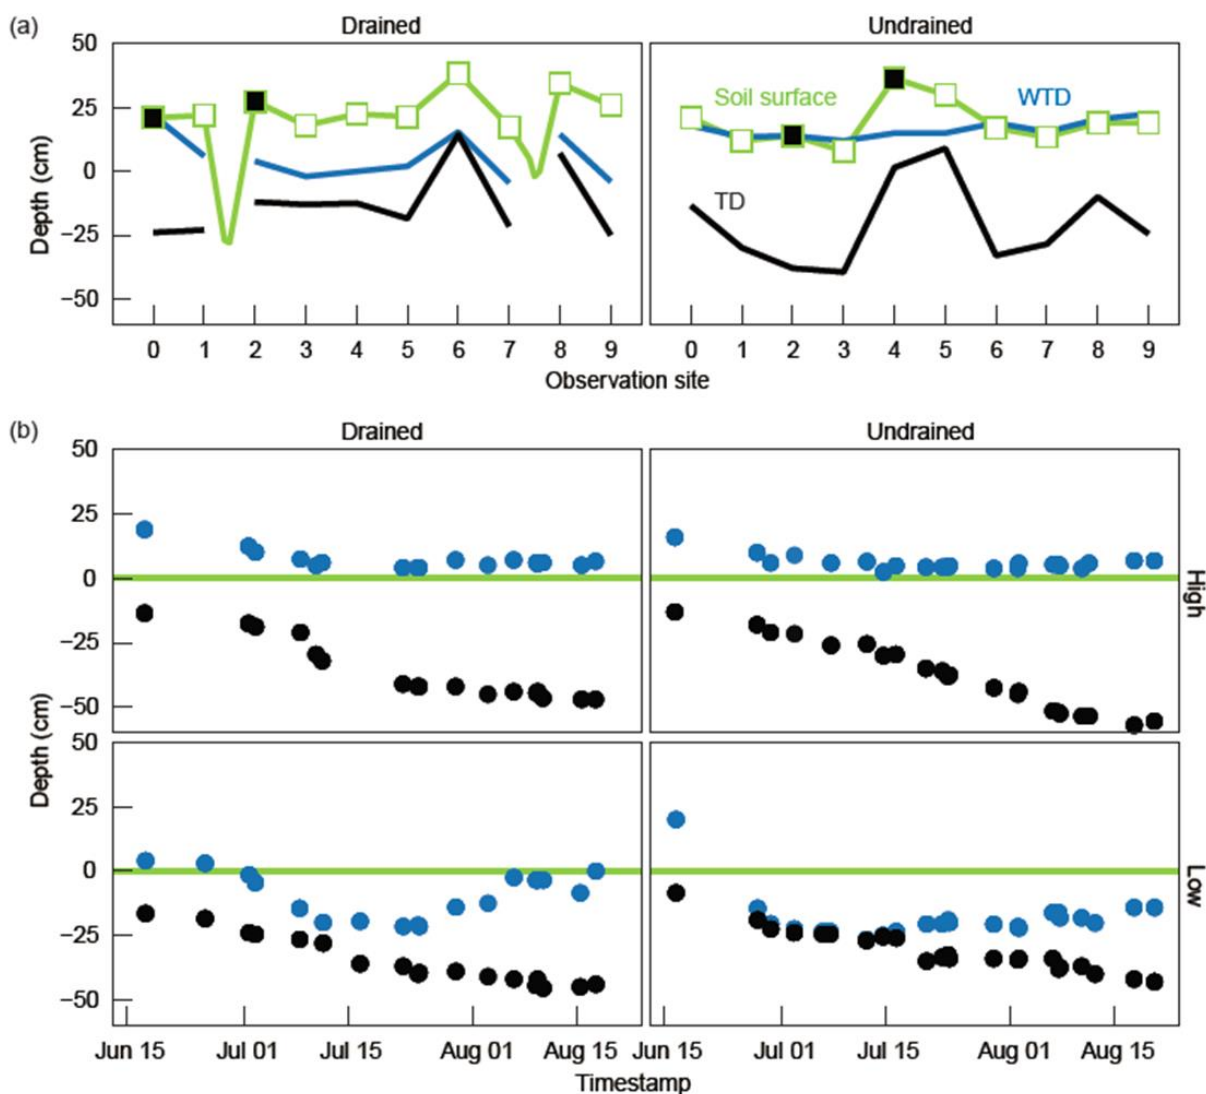 (a)
Drained Undrained
50
25
0
−25
−50
Depth (cm)
Soil surface WTD
TD
0 1 2 3 4 5 6 7 8 9 0 1 2 3 4 5 6 7 8 9
Observation site
(b)
Drained Undrained
50
25
0
−25
−50
High
Depth (cm)
50
25
0
−25
−50
Low
Jun 15 Jul 01 Jul 15 Aug 01 Aug 15 Jun 15 Jul 01 Jul 15 Aug 01 Aug 15
Timestamp